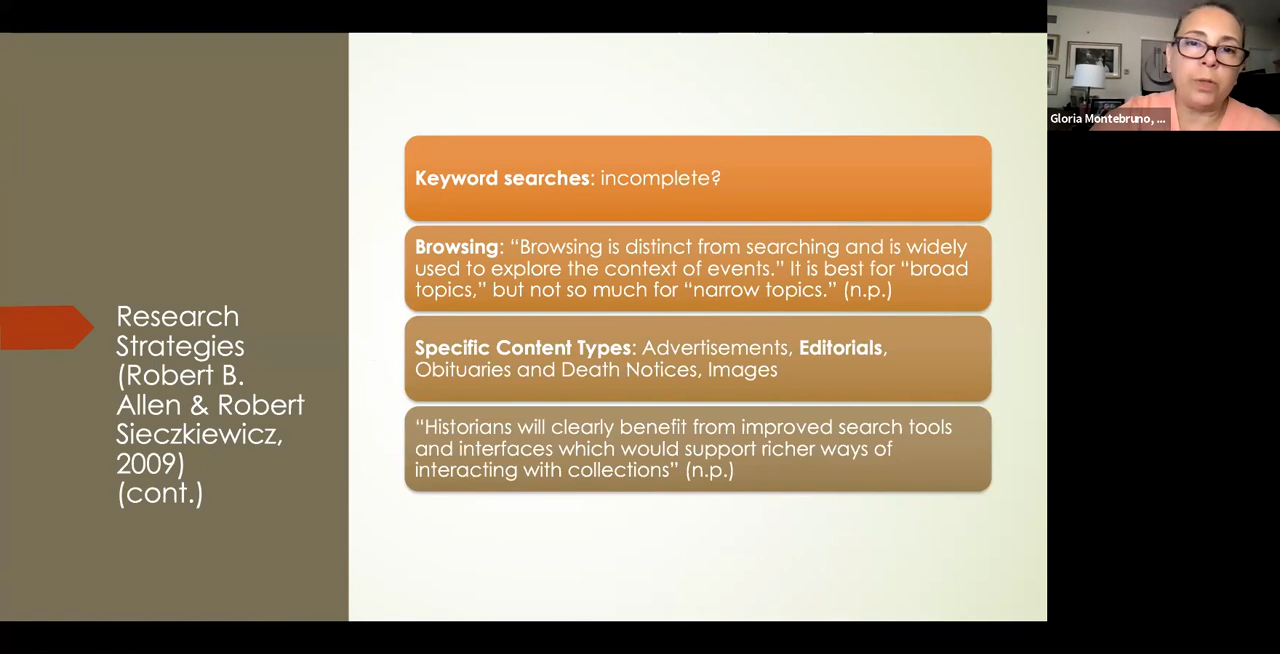 Research
Strategies
(Robert B.
Allen & Robert
Sieczkiewicz,
2009)
(cont.)
Keyword searches: incomplete?
Browsing: “Browsing is distinct from searching and is widely
used to explore the context of events.” It is best for “broad
topics,” but not so much for “narrow topics.” (n.p.)
Specific Content Types: Advertisements, Editorials,
Obituaries and Death Notices, Images
“Historians will clearly benefit from improved search tools
and interfaces which would support richer ways of
interacting with collections” (n.p.)
Gloria Montebruno, ...